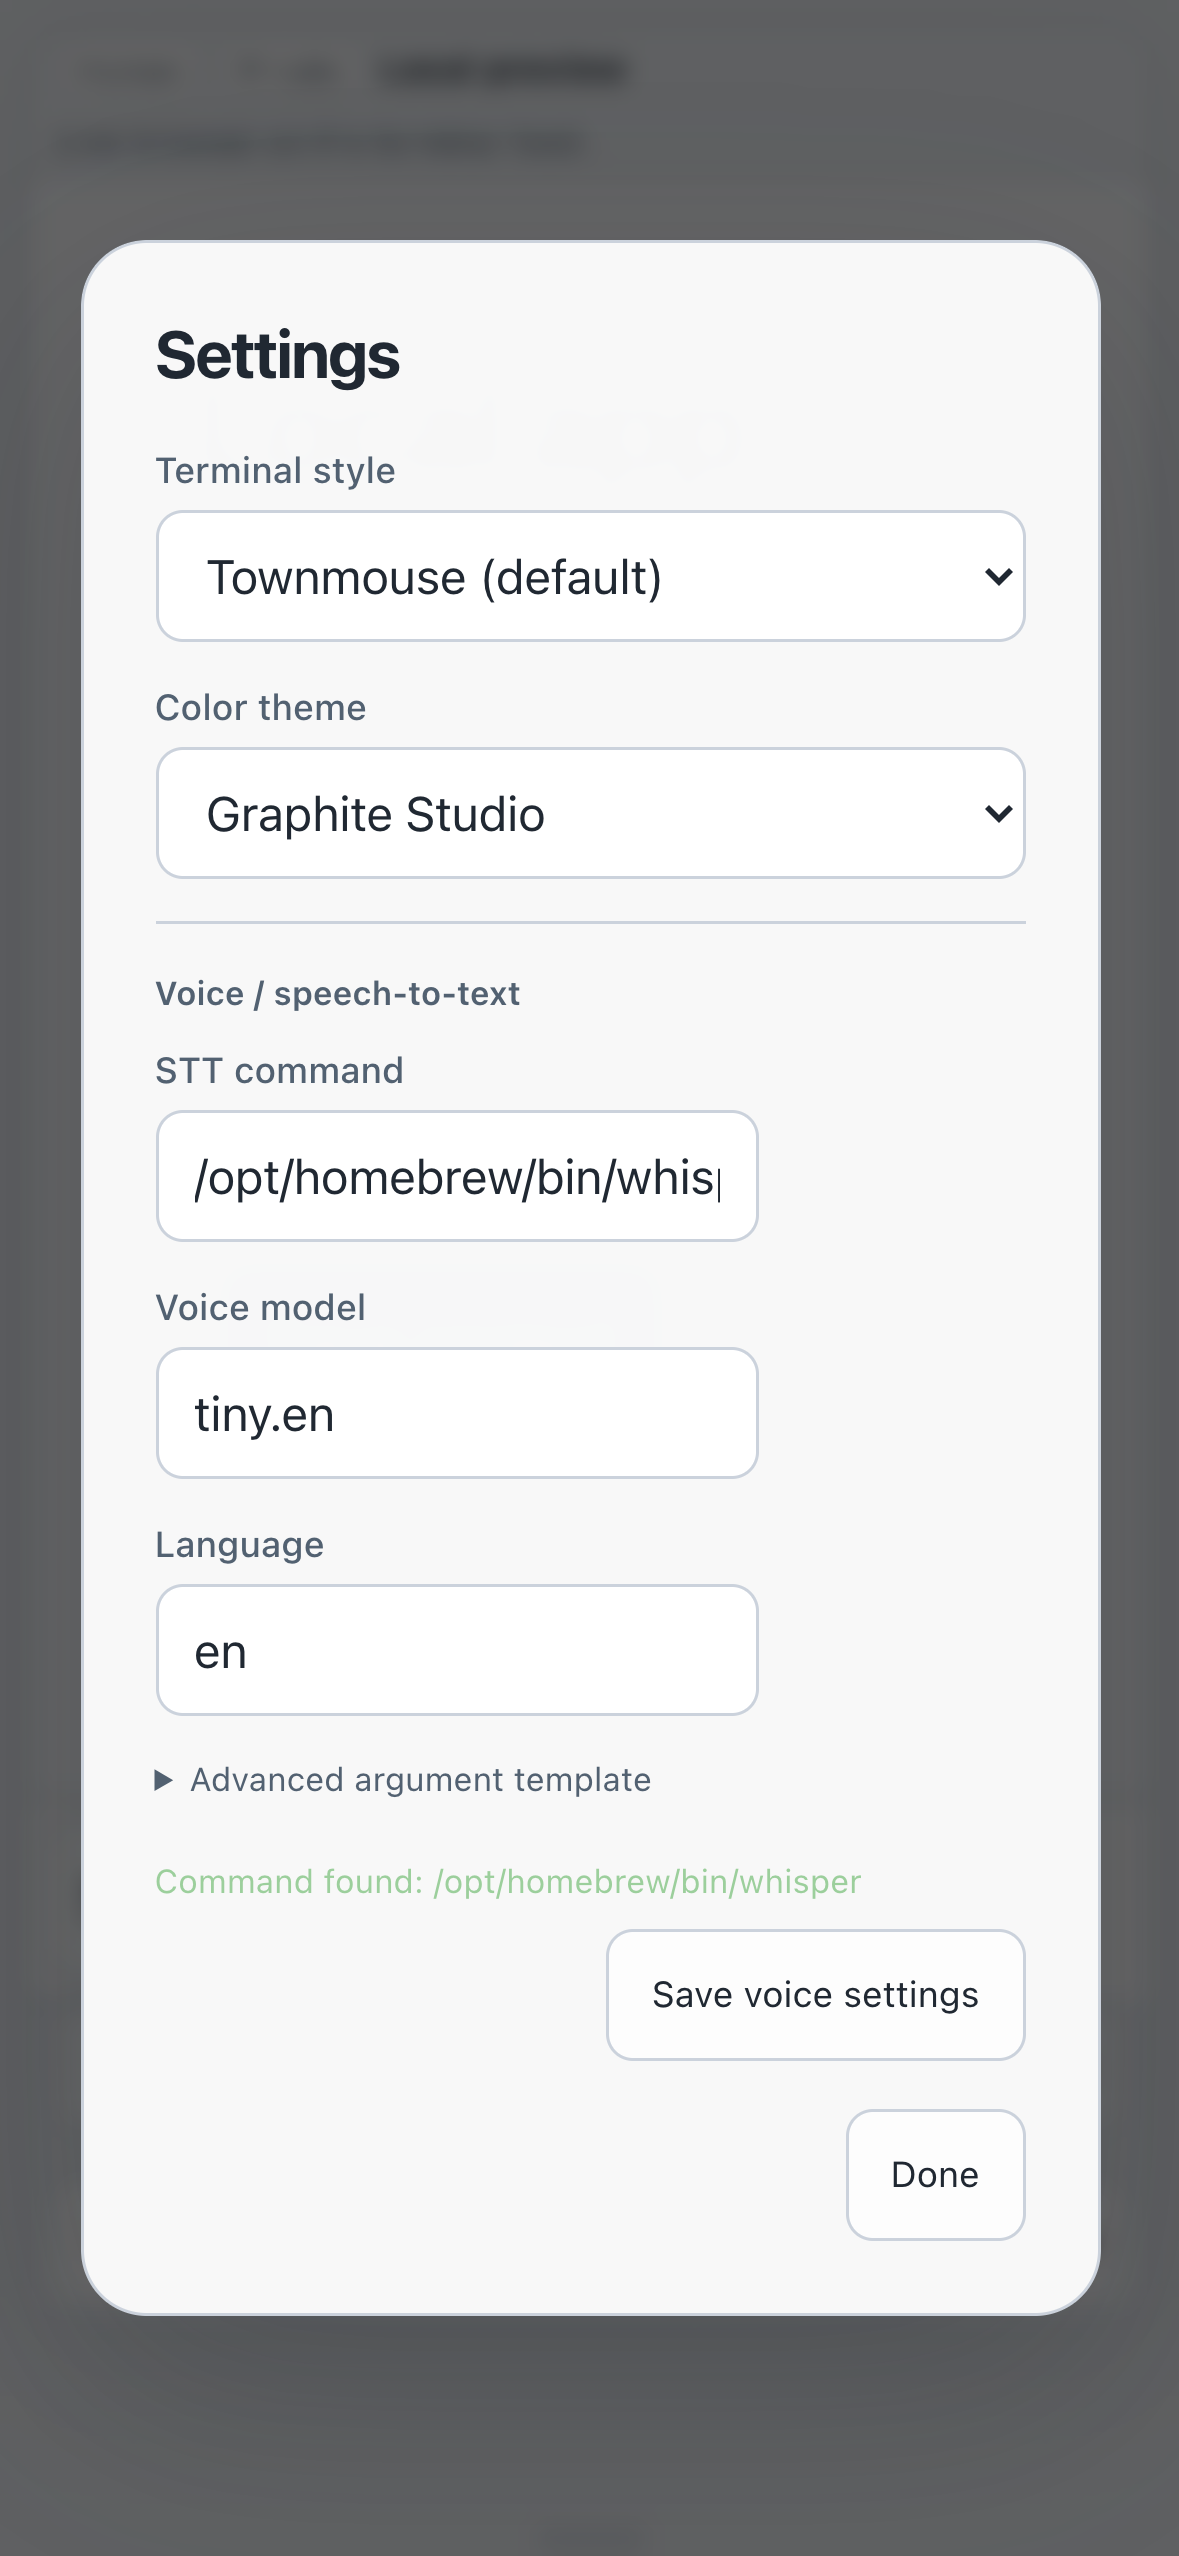 Settings
Terminal style
Townmouse (default)
Color theme
Graphite Studio
Voice / speech-to-text
STT command
/opt/homebrew/bin/whisp
Voice model
tiny.en
Language
en
Advanced argument template
Command found: /opt/homebrew/bin/whisper
Save voice settings
Done